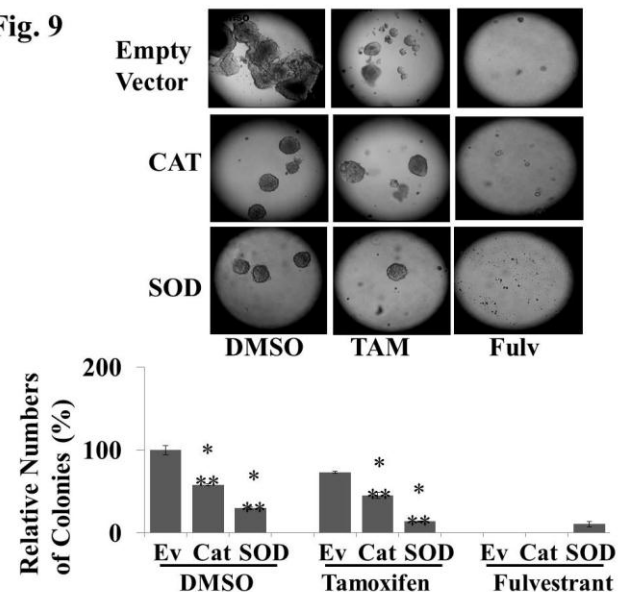 Fig. 9
Empty
Vector
CAT
SOD
DMSO TAM Fulv
Relative Numbers
of Colonies (%)
200
100
0
* * * *
** ** ** **
Ev Cat SOD Ev Cat SOD Ev Cat SOD
DMSO Tamoxifen Fulvestrant